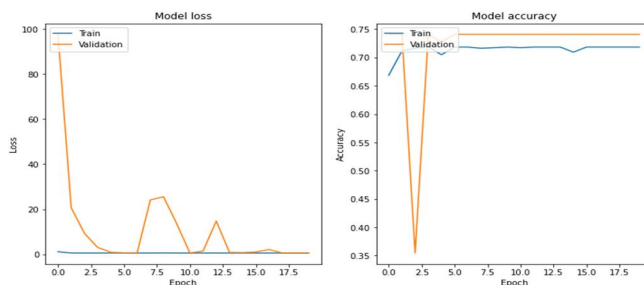 Model loss
Train
Validation
100
80
60
40
20
0
Loss
0.0 2.5 5.0 7.5 10.0 12.5 15.0 17.5
Epoch
Model accuracy
Train
Validation
0.75
0.70
0.65
0.60
0.55
0.50
0.45
0.40
0.35
Accuracy
0.0 2.5 5.0 7.5 10.0 12.5 15.0 17.5
Epoch